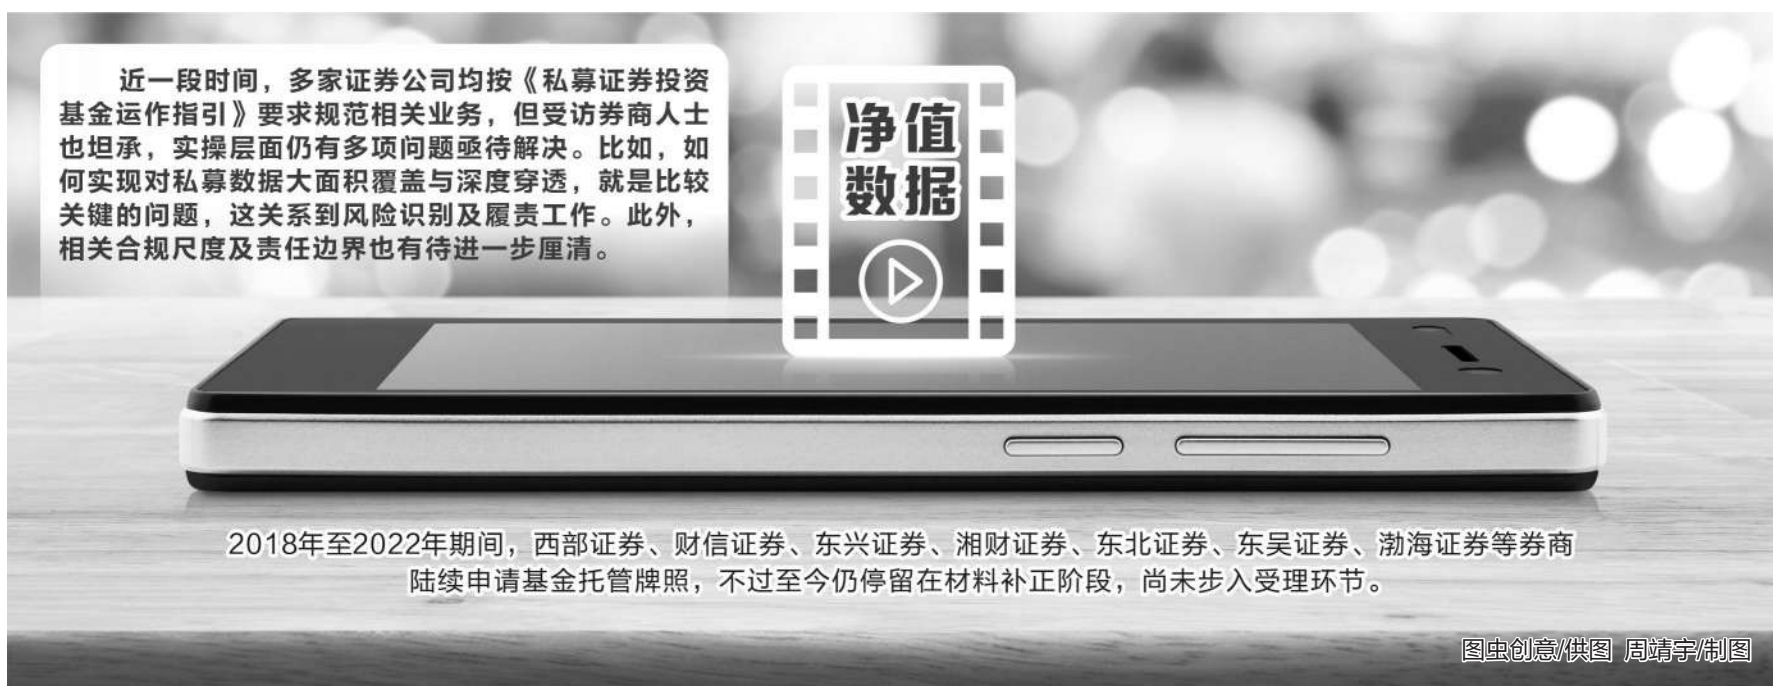 近一段时间，多家证券公司均按《私募证券投资
基金运作指引》要求规范相关业务，但受访券商人士
也坦承，实操层面仍有多项问题亟待解决。比如，如
何实现对私募数据大面积覆盖与深度穿透，就是比较
关键的问题，这关系到风险识别及履责工作。此外，
相关合规尺度及责任边界也有待进一步厘清。
净值
数据
2018年至2022年期间，西部证券、财信证券、东兴证券、湘财证券、东北证券、东吴证券、渤海证券等券商
陆续申请基金托管牌照，不过至今仍停留在材料补正阶段，尚未步入受理环节。
图虫创意/供图 周靖宇/制图